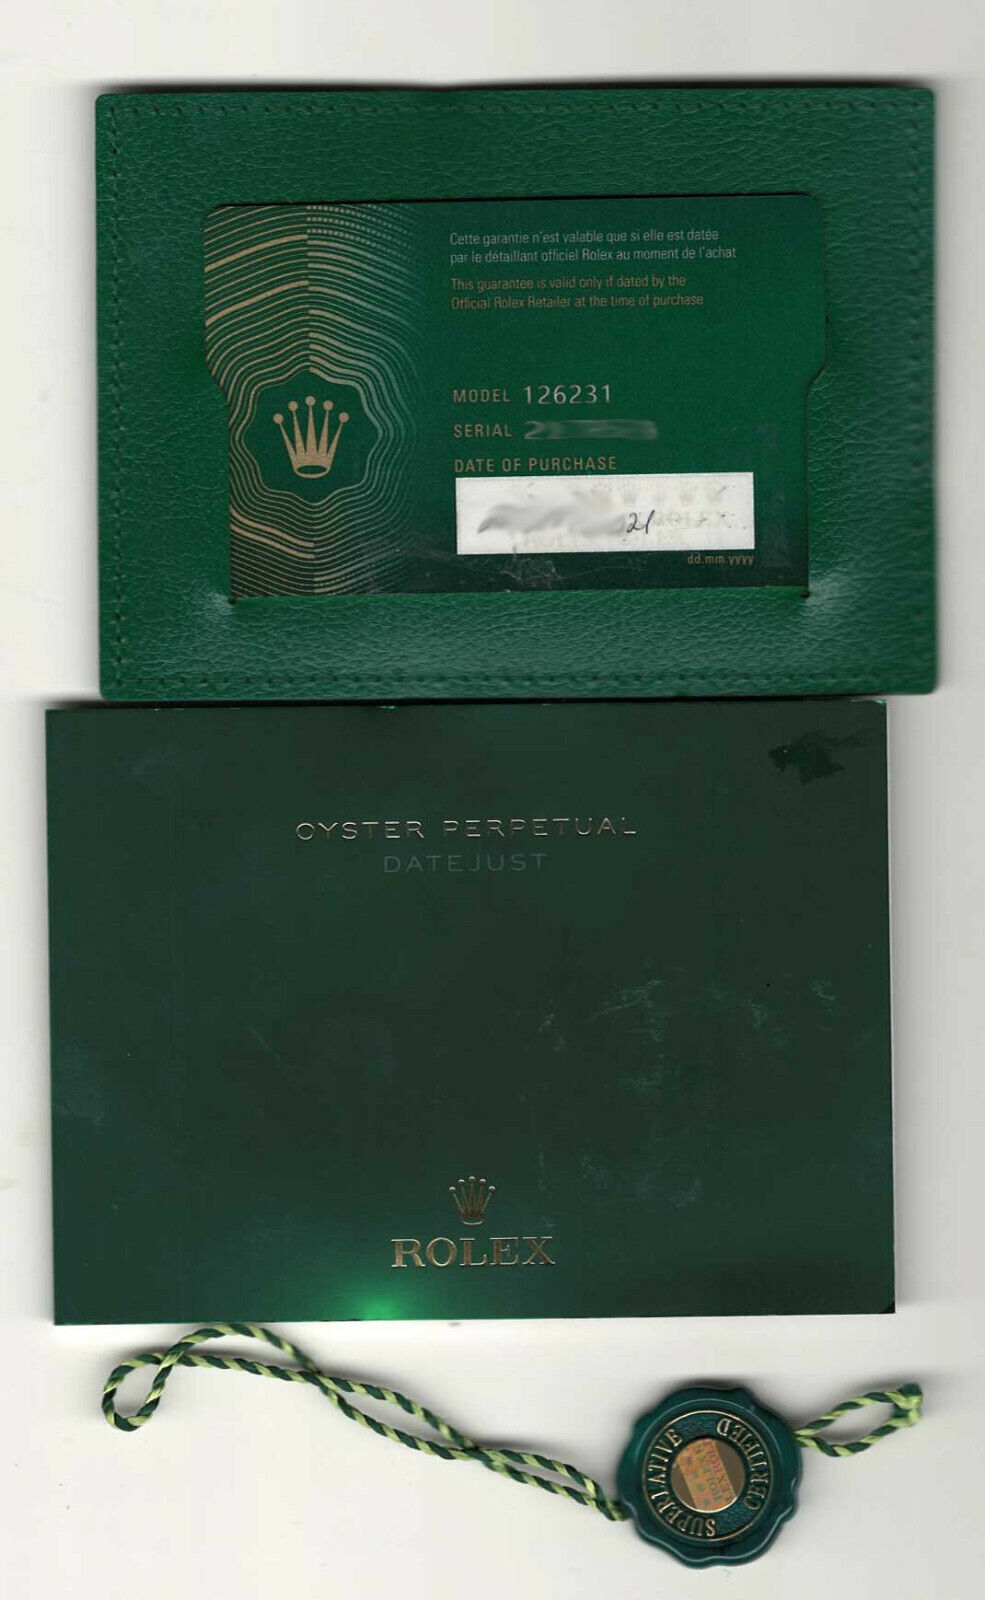 Cette garantie n'est valable que si elle est datée
par le détaillant officiel Rolex au moment de l'achat
This guarantee is valid only if dated by the
Official Rolex Retailer at the time of purchase
MODEL 126231
SERIAL
DATE OF PURCHASE
21
dd.mm.yyyy
OYSTER PERPETUAL
DATEJUST
ROLEX
SUPERLATIVE
CERTIFIED